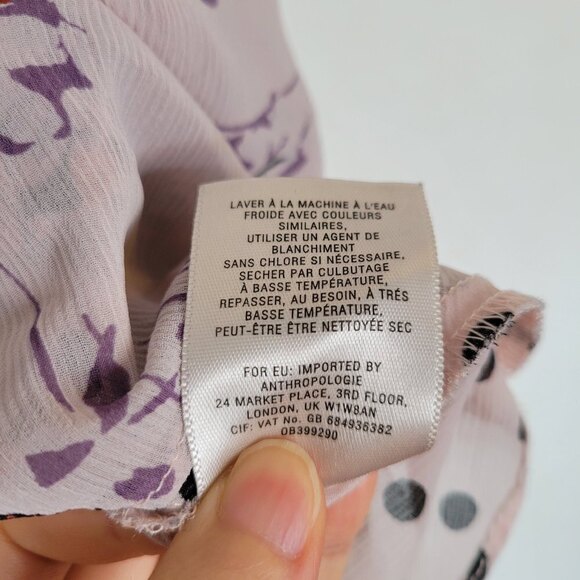 LAVER À LA MACHINE À L'EAU
FROIDE AVEC COULEURS
SIMILAIRES,
UTILISER UN AGENT DE
BLANCHIMENT
SANS CHLORE SI NÉCESSAIRE,
SECHER PAR CULBUTAGE
À BASSE TEMPÉRATURE,
REPASSER, AU BESOIN, À TRÉS
BASSE TEMPÉRATURE,
PEUT-ÊTRE ÊTRE NETTOYÉE SEC
FOR EU: IMPORTED BY
ANTHROPOLOGIE
24 MARKET PLACE, 3RD FLOOR,
LONDON, UK W1W8AN
CIF: VAT No. GB 684936382
OB399290